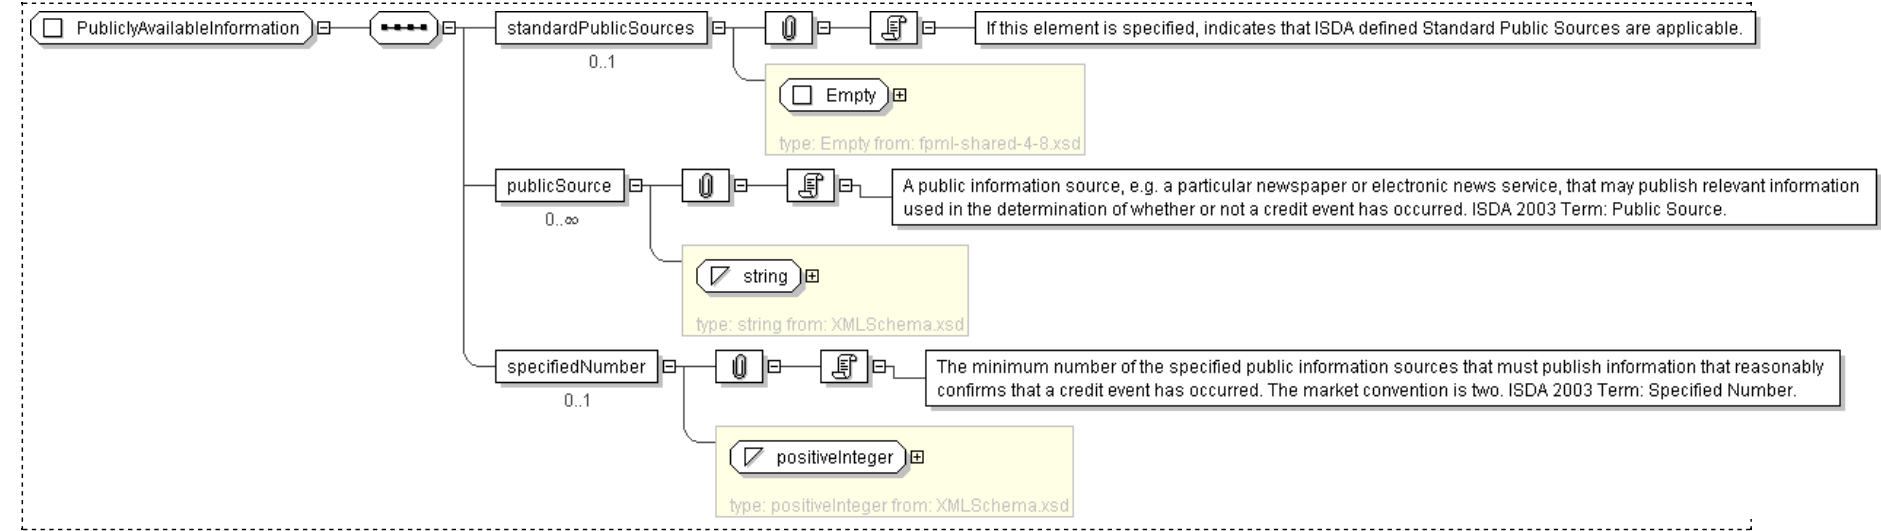 PubliclyAvailableInformation
standardPublicSources
If this element is specified, indicates that ISDA defined Standard Public Sources are applicable.
0..1
Empty
type: Empty from: fpml-shared-4-8.xsd
publicSource
A public information source, e.g. a particular newspaper or electronic news service, that may publish relevant information
used in the determination of whether or not a credit event has occurred. ISDA 2003 Term: Public Source.
0..∞
string
type: string from: XMLSchema.xsd
specifiedNumber
The minimum number of the specified public information sources that must publish information that reasonably
confirms that a credit event has occurred. The market convention is two. ISDA 2003 Term: Specified Number.
0..1
positiveInteger
type: positiveInteger from: XMLSchema.xsd